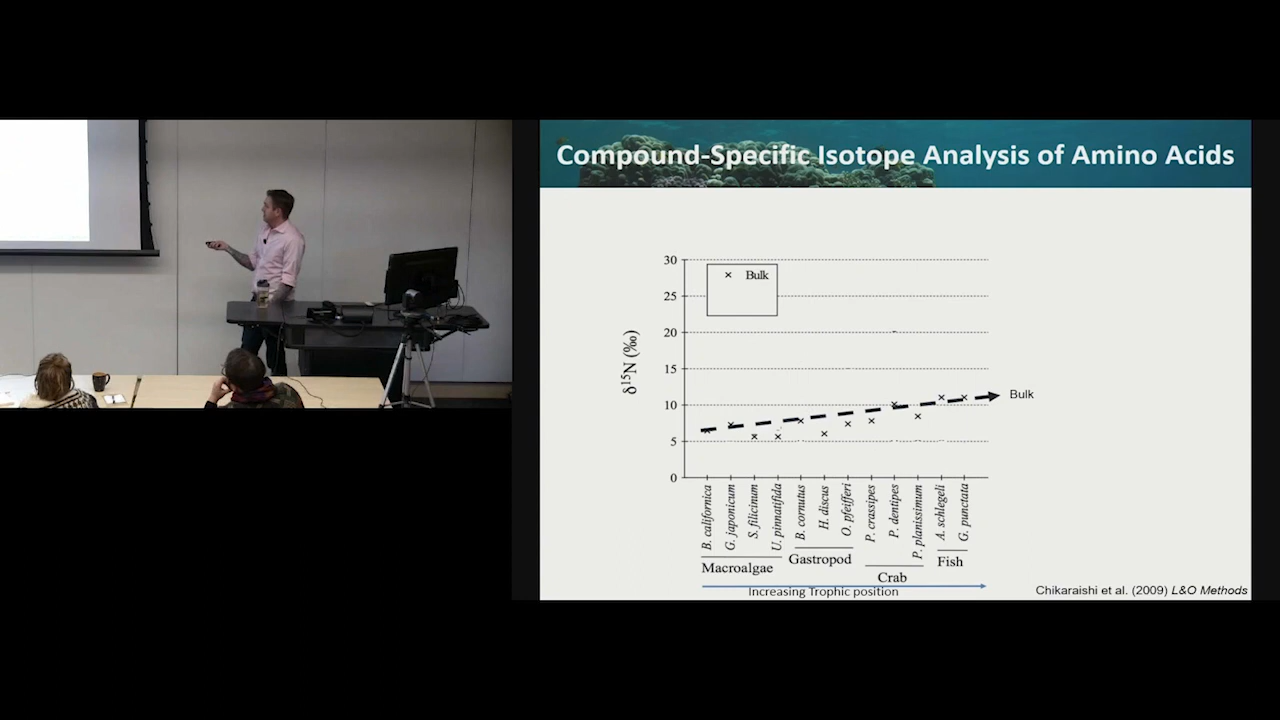 Compound-Specific Isotope Analysis of Amino Acids
30
25
20
15
10
5
0
δ¹⁵N (‰)
× Bulk
Bulk
B. californica
G. japonicum
S. filicinum
U. pinnatifida
B. cornutus
H. discus
O. pfeifferi
P. crassipes
P. dentipes
P. planissimum
A. schlegeli
G. punctata
Macroalgae
Gastropod
Crab
Fish
Increasing Trophic position
Chikaraishi et al. (2009) L&O Methods